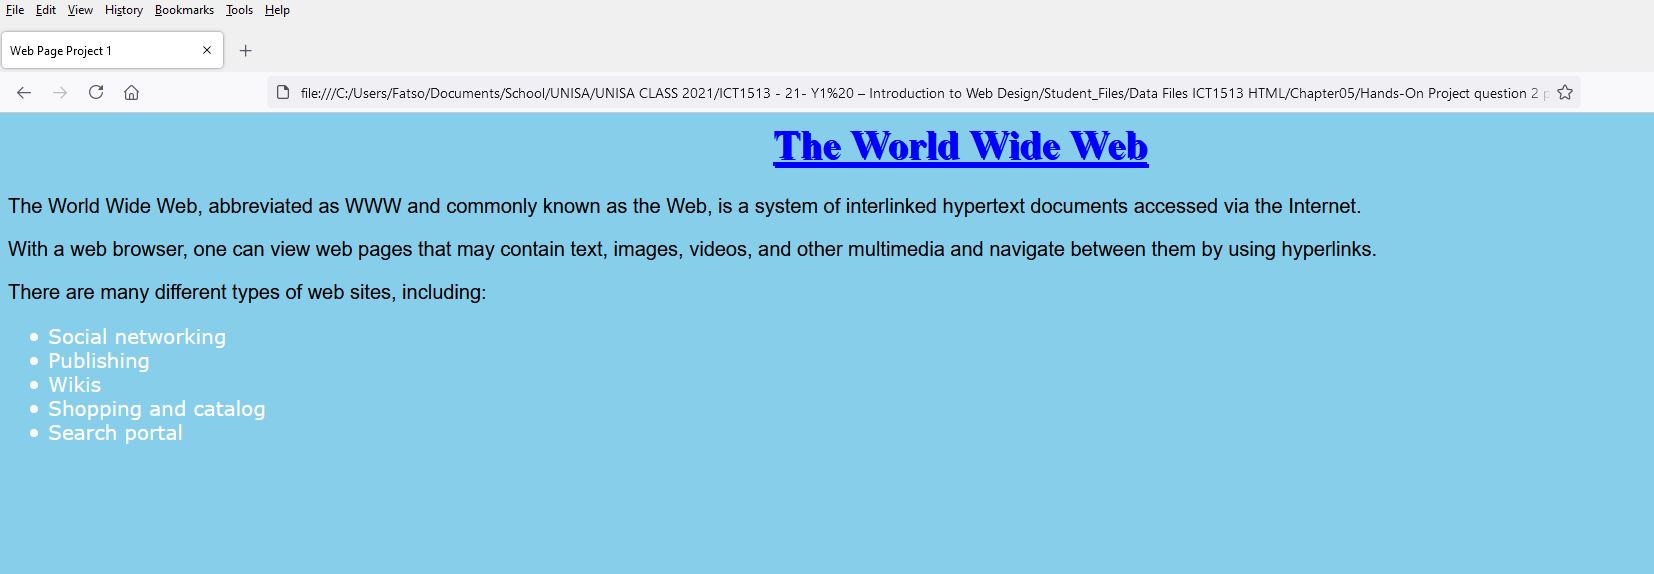 File Edit View History Bookmarks Tools Help
Web Page Project 1
file:///C:/Users/Fatso/Documents/School/UNISA/UNISA CLASS 2021/ICT1513 - 21- Y1%20 – Introduction to Web Design/Student_Files/Data Files ICT1513 HTML/Chapter05/Hands-On Project question 2 p
The World Wide Web
The World Wide Web, abbreviated as WWW and commonly known as the Web, is a system of interlinked hypertext documents accessed via the Internet.
With a web browser, one can view web pages that may contain text, images, videos, and other multimedia and navigate between them by using hyperlinks.
There are many different types of web sites, including:
• Social networking
• Publishing
• Wikis
• Shopping and catalog
• Search portal